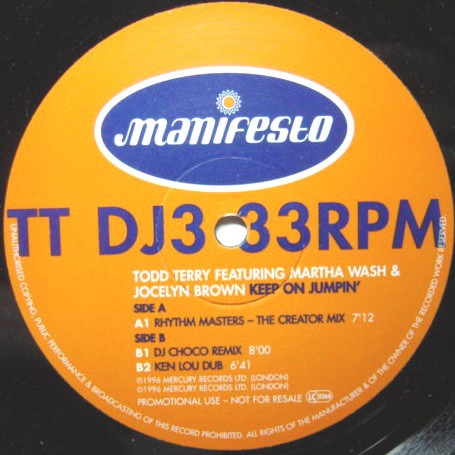 manifesto
TT DJ3 33RPM
TODD TERRY FEATURING MARTHA WASH &
JOCELYN BROWN KEEP ON JUMPIN'
SIDE A
A1 RHYTHM MASTERS – THE CREATOR MIX 7'12
SIDE B
B1 DJ CHOCO REMIX 8'00
B2 KEN LOU DUB 6'41
©1996 MERCURY RECORDS LTD. (LONDON)
℗1996 MERCURY RECORDS LTD. (LONDON)
PROMOTIONAL USE – NOT FOR RESALE LC
UNAUTHORISED COPYING, PUBLIC PERFORMANCE & BROADCASTING OF THIS RECORD PROHIBITED. ALL RIGHTS OF THE MANUFACTURER & OF THE OWNER OF THE RECORDED WORK RESERVED.